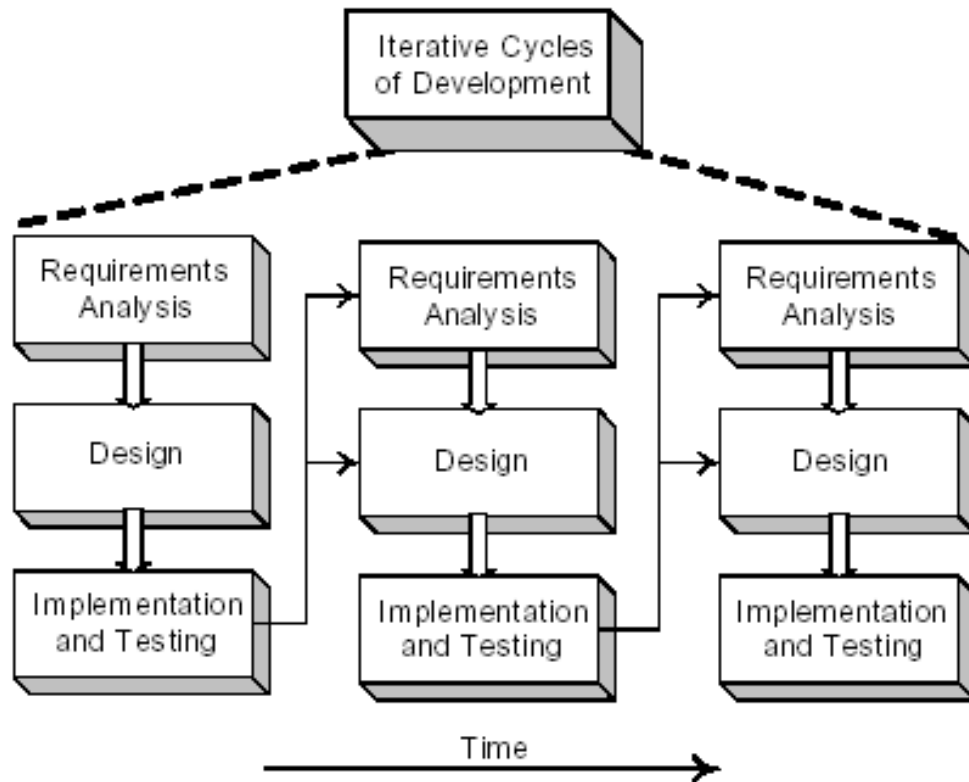 Iterative Cycles
of Development
Requirements
Analysis
Design
Implementation
and Testing
Requirements
Analysis
Design
Implementation
and Testing
Requirements
Analysis
Design
Implementation
and Testing
Time